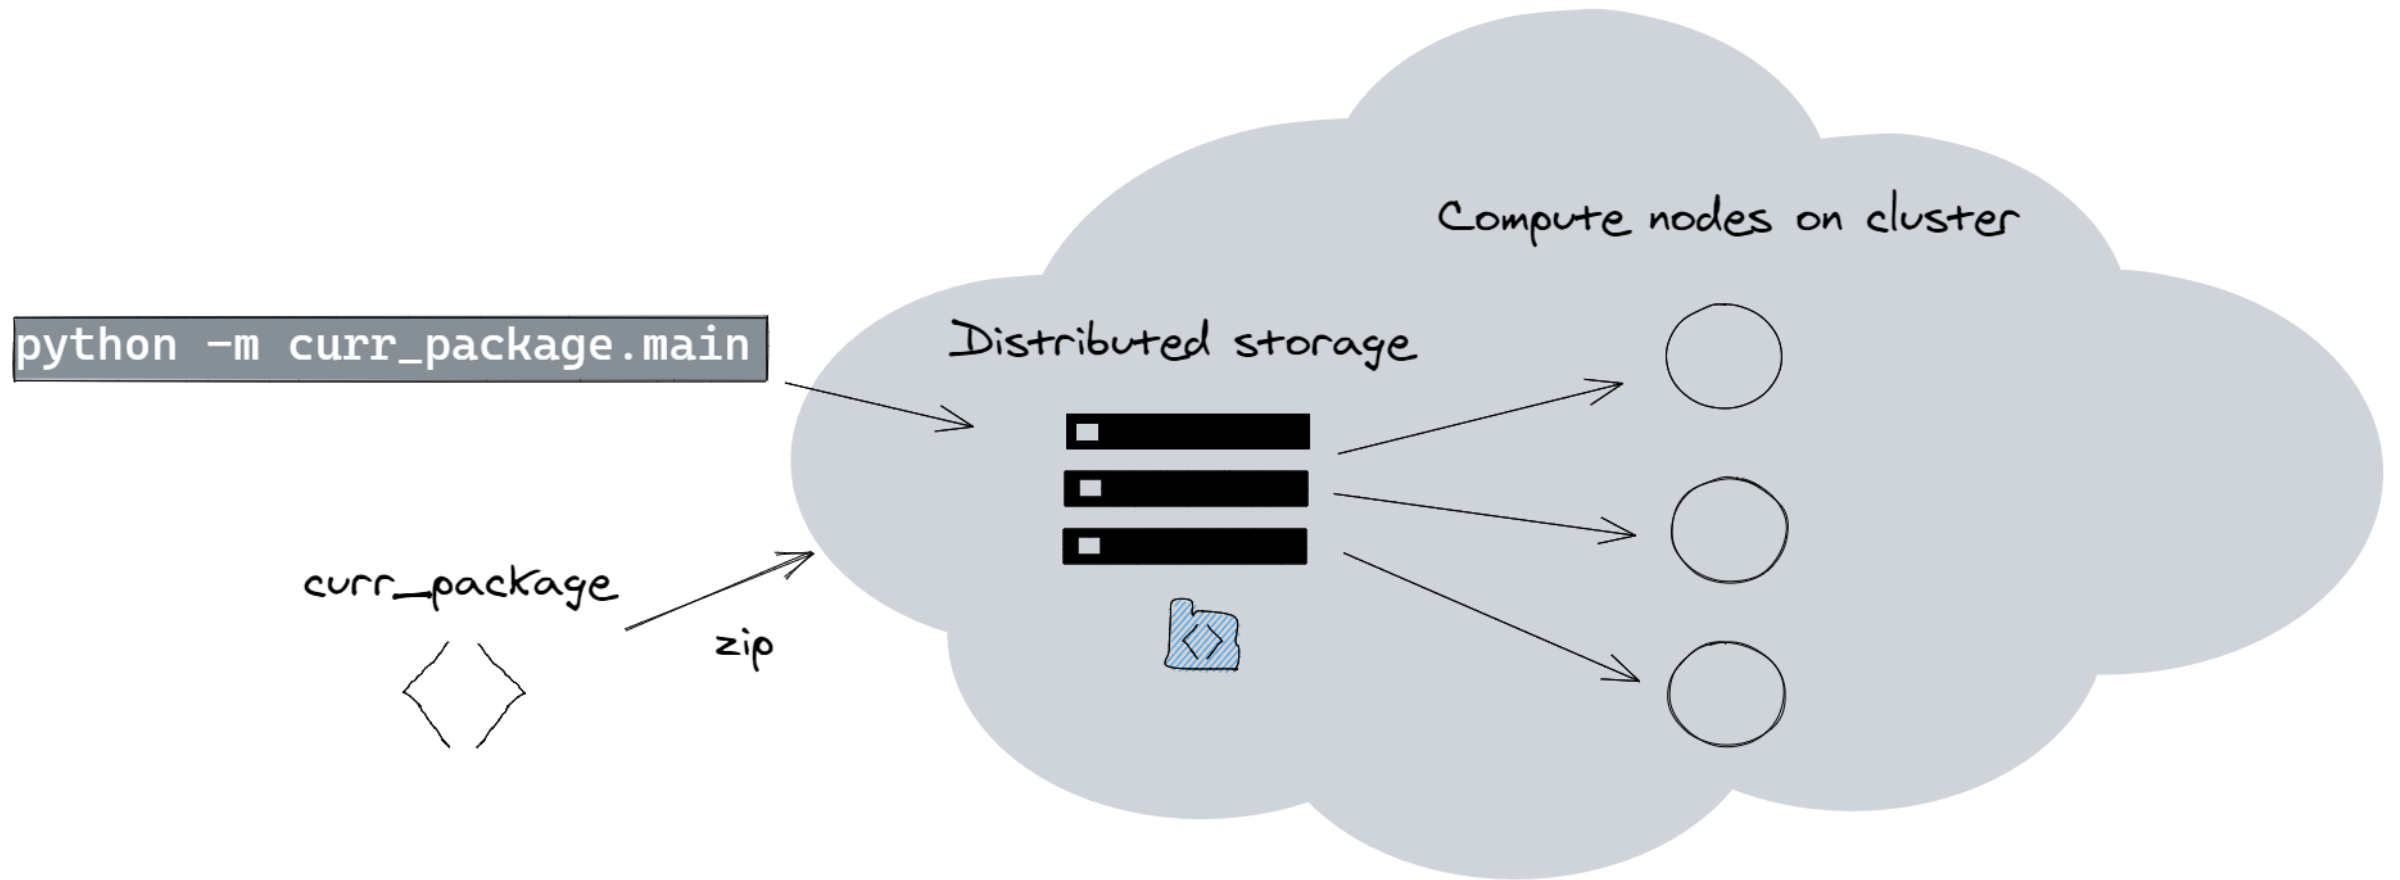 Compute nodes on cluster
python -m curr_package.main
Distributed storage
curr_package
zip